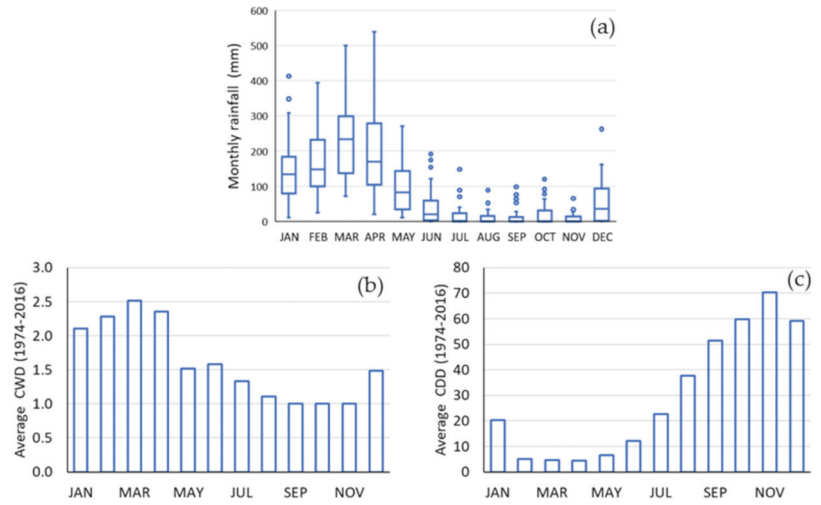 (a)
Monthly rainfall (mm)
600
500
400
300
200
100
0
JAN FEB MAR APR MAY JUN JUL AUG SEP OCT NOV DEC
(b)
Average CWD (1974-2016)
3.0
2.5
2.0
1.5
1.0
0.5
0.0
JAN MAR MAY JUL SEP NOV
(c)
Average CDD (1974-2016)
80
70
60
50
40
30
20
10
0
JAN MAR MAY JUL SEP NOV